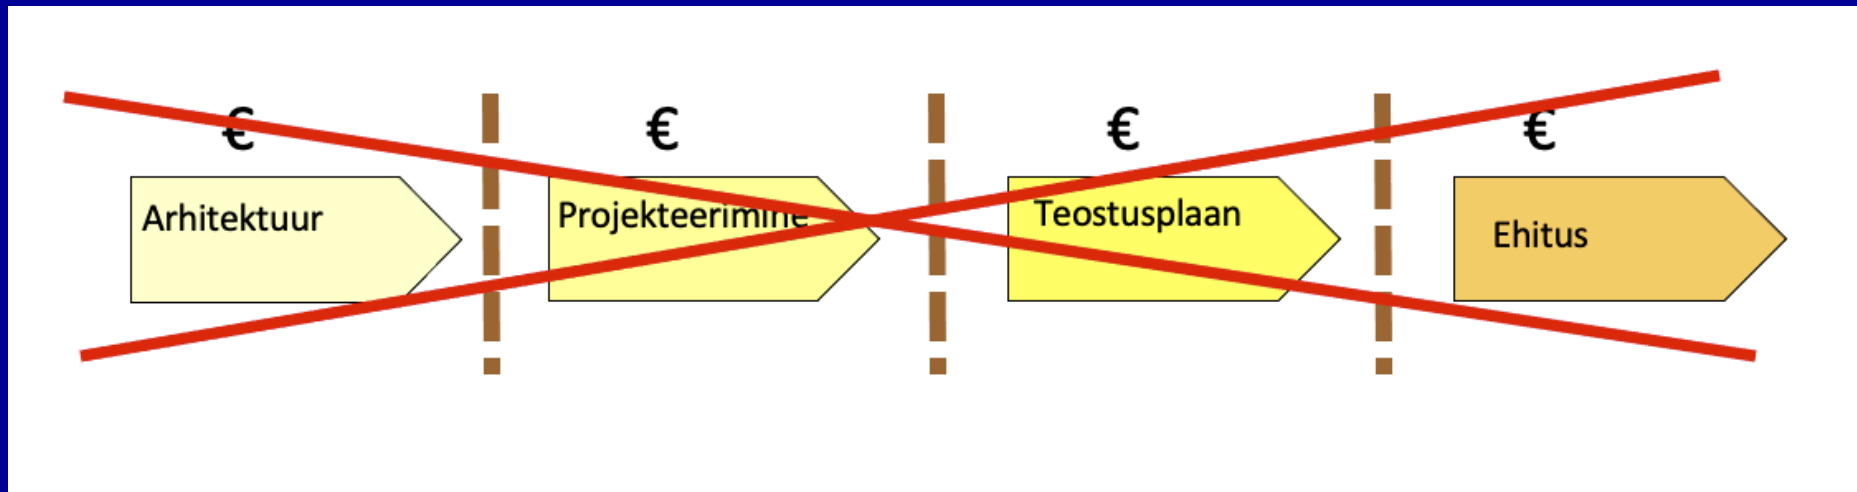 € € € €
Arhitektuur Projekteerimine Teostusplaan Ehitus